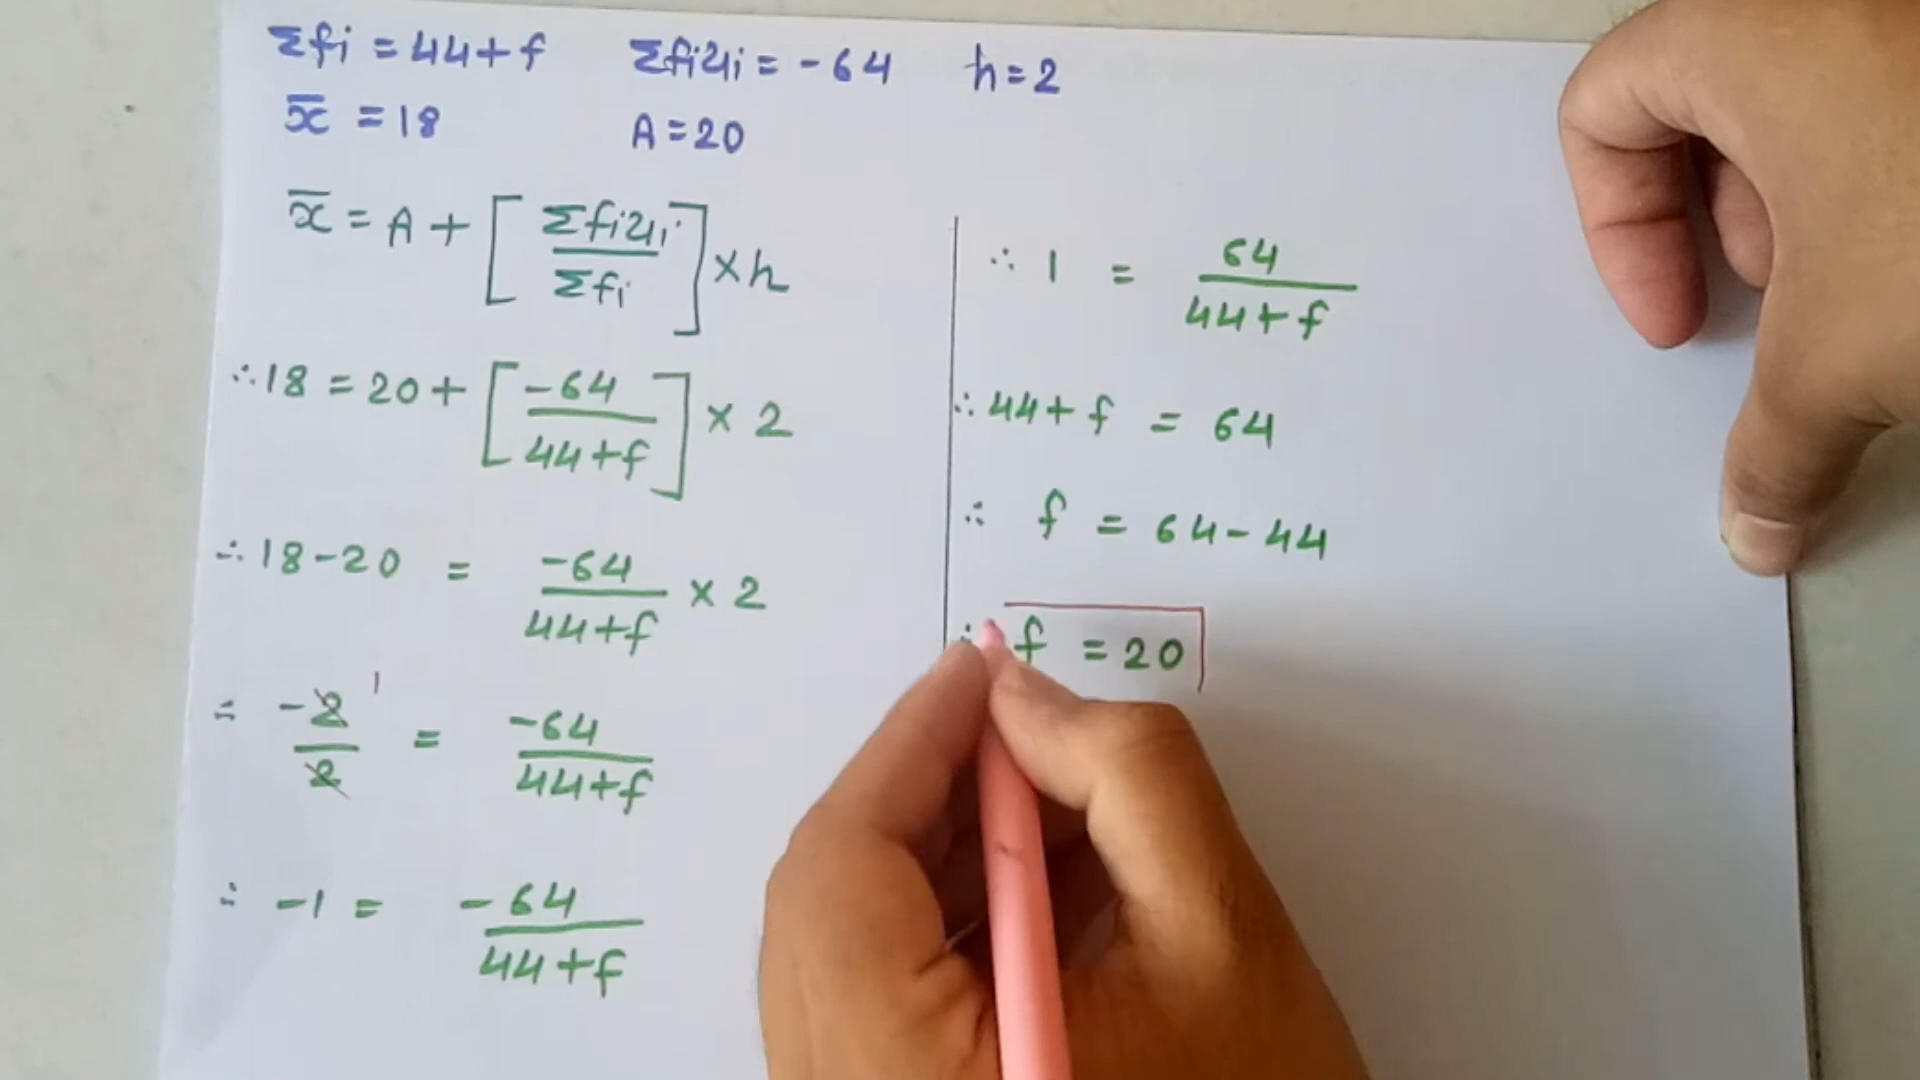 Σfi = 44+f Σfiui = -64 h=2
x̄ = 18 A=20
x̄ = A + [Σfiui / Σfi] × h
∴ 18 = 20 + [-64 / 44+f] × 2
∴ 18-20 = -64 / 44+f × 2
= -2 / 2 1 = -64 / 44+f
∴ -1 = -64 / 44+f
∴ 1 = 64 / 44+f
∴ 44+f = 64
∴ f = 64-44
∴ f = 20